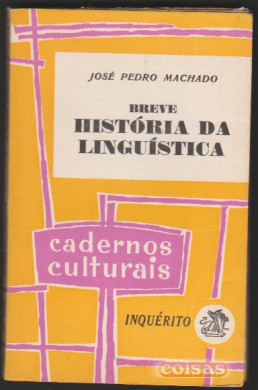 JOSÉ PEDRO MACHADO
BREVE
HISTÓRIA DA
LINGUÍSTICA
cadernos
culturais
INQUÉRITO
coisas